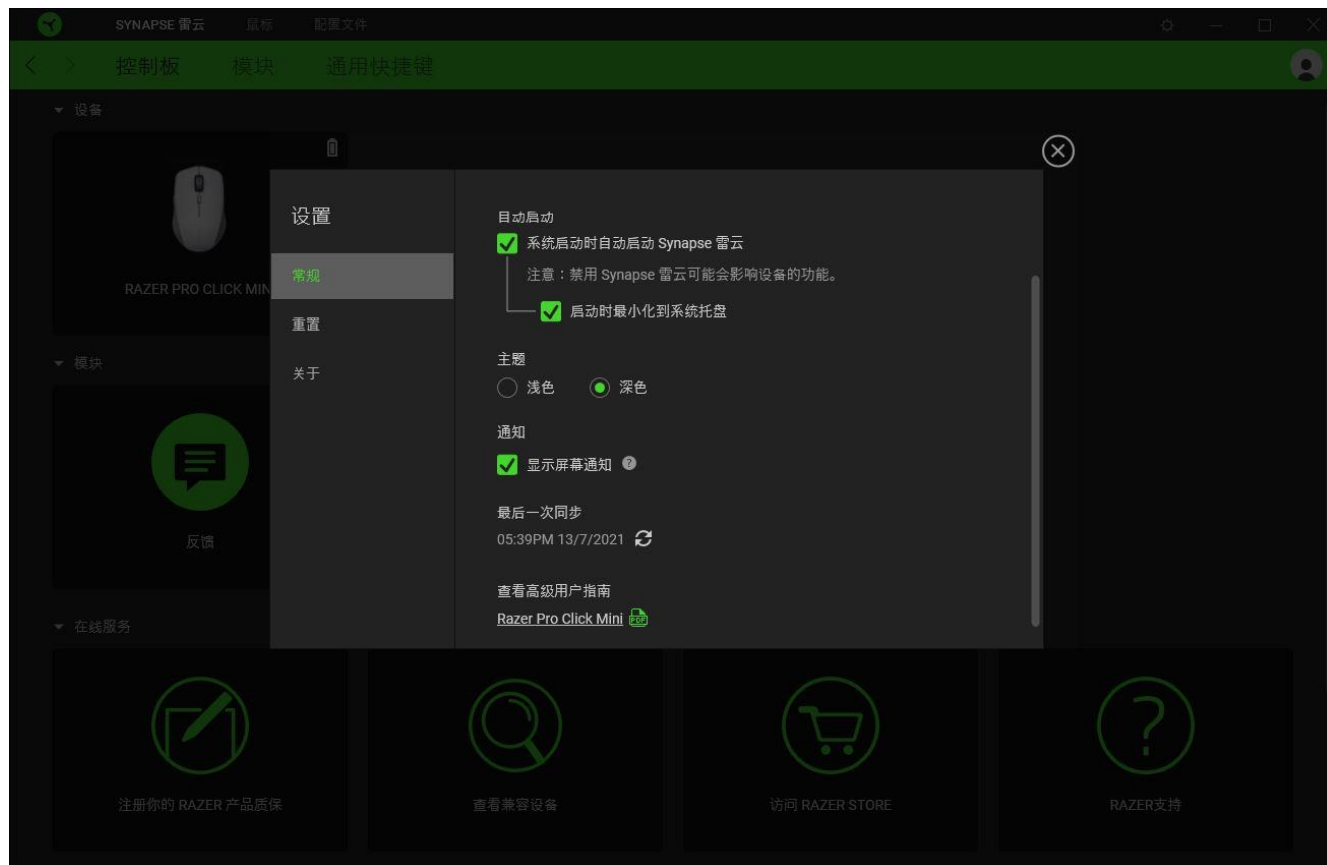 SYNAPSE 雷云 鼠标 配置文件
控制板 模块 通用快捷键
设备
RAZER PRO CLICK MIN
模块
反馈
在线服务
注册你的 RAZER 产品质保
查看兼容设备
访问 RAZER STORE
RAZER支持
设置
常规
重置
关于
自动启动
系统启动时自动启动 Synapse 雷云
注意：禁用 Synapse 雷云可能会影响设备的功能。
启动时最小化到系统托盘
主题
浅色 深色
通知
显示屏幕通知 ?
最后一次同步
05:39PM 13/7/2021
查看高级用户指南
Razer Pro Click Mini PDF